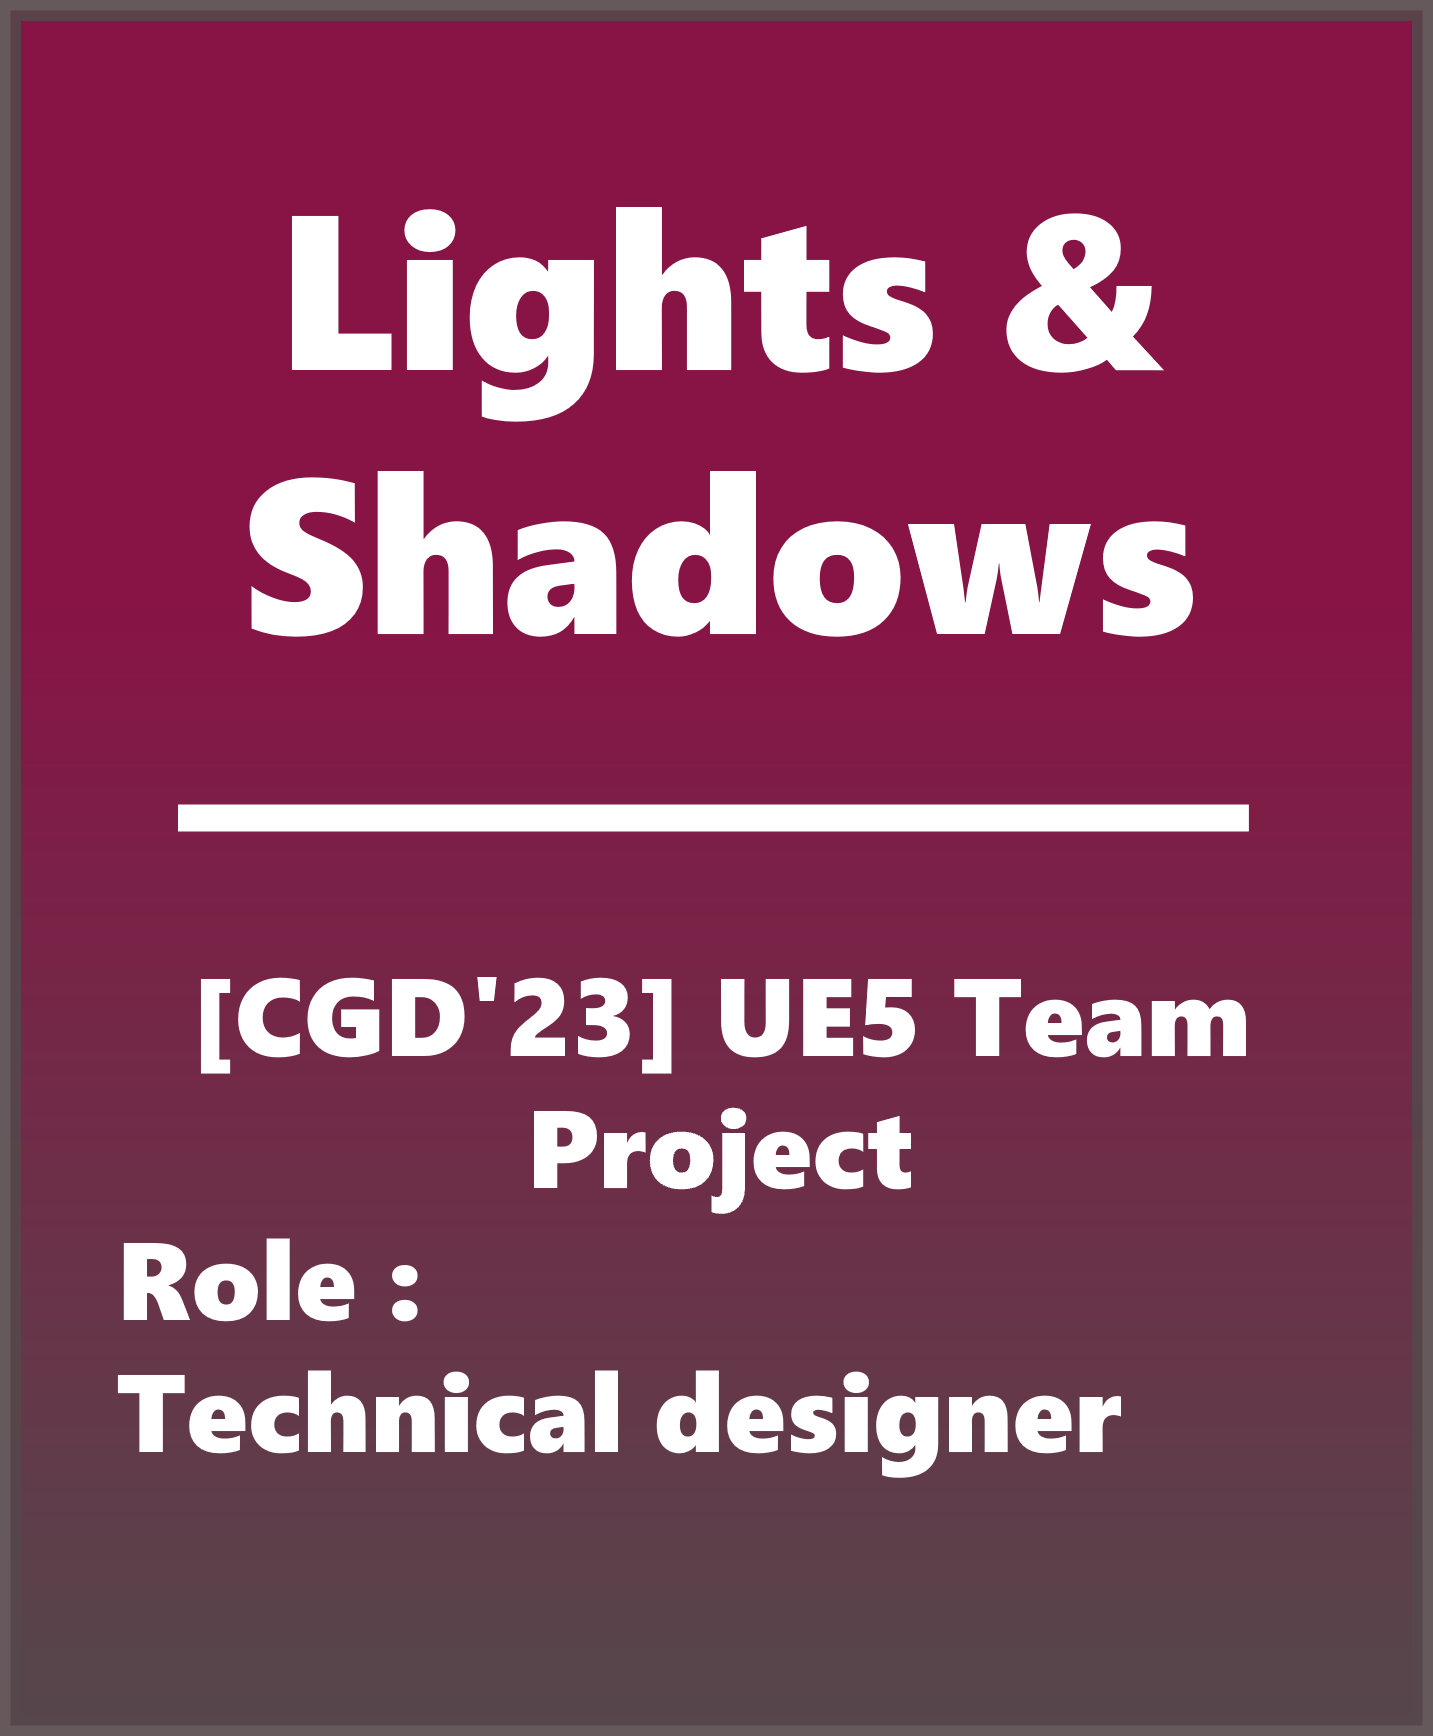 Lights &
Shadows
[CGD'23] UE5 Team
Project
Role :
Technical designer